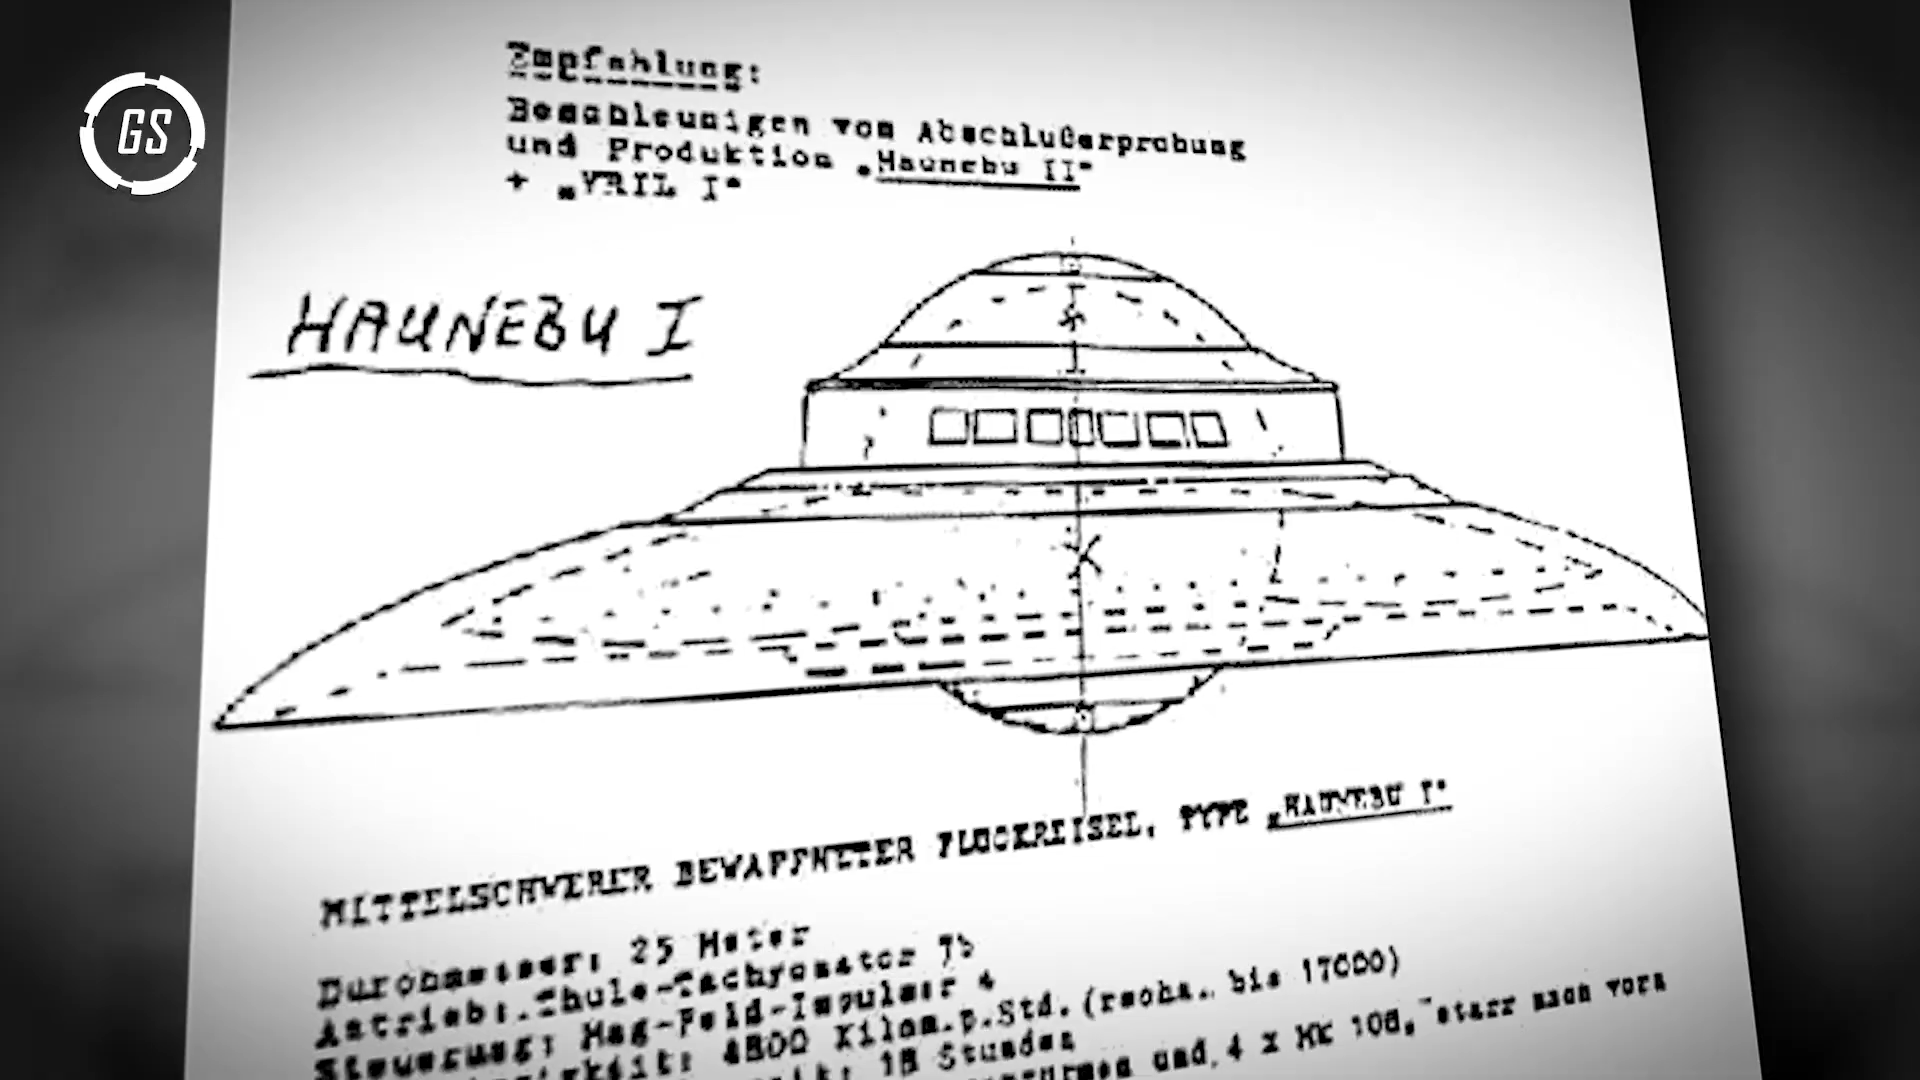 GS
Empfehlung:
Beschleunigen von Abschlußerprobung
und Produktion „Haunebu II"
+ „VRIL I"
HAUNEBU I
MITTELSCHWERER BEWAFFNETER FLUGKREISEL, TYPE „HAUNEBU I"
Durchmesser: 25 Meter
Antrieb: Thule-Tachyonator 7b
Steuerung: Mag-Feld-Impulser 4
4800 Kilom.p.Std. (rechn. bis 17000)
18 Stunden
und 4 x MK 108, starr nach vorn